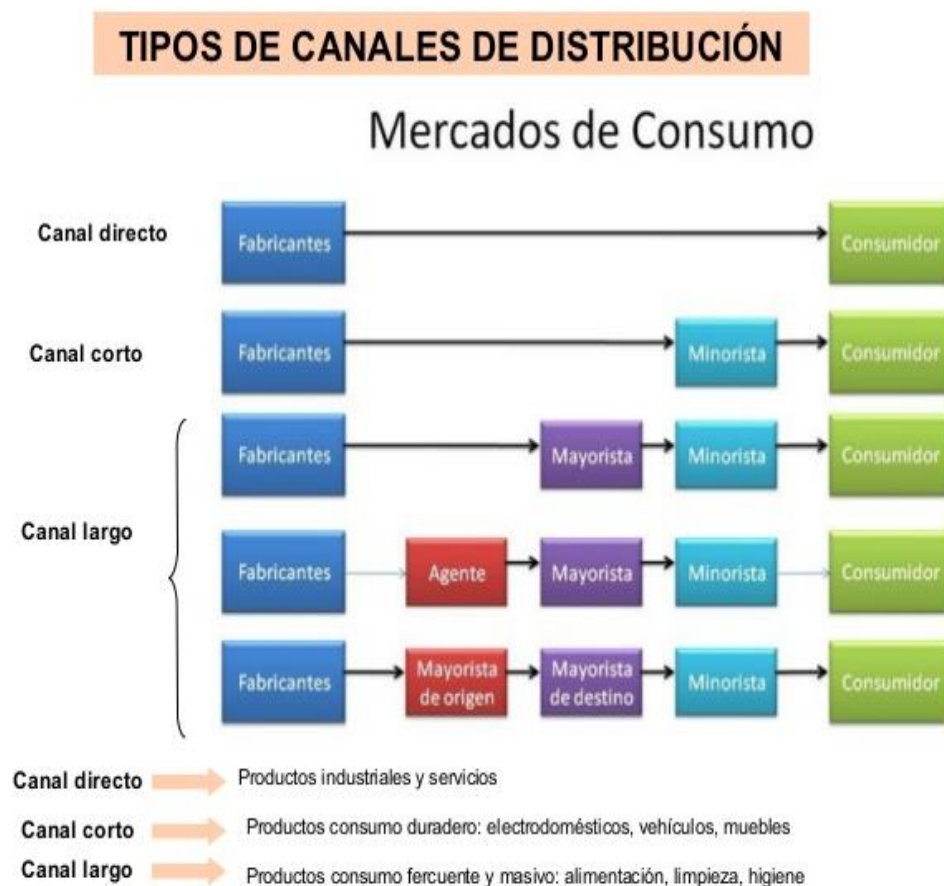 TIPOS DE CANALES DE DISTRIBUCIÓN
Mercados de Consumo
Canal directo
Fabricantes
Consumidor
Canal corto
Fabricantes
Minorista
Consumidor
Canal largo
Fabricantes
Mayorista
Minorista
Consumidor
Fabricantes
Agente
Mayorista
Minorista
Consumidor
Fabricantes
Mayorista
de origen
Mayorista
de destino
Minorista
Consumidor
Canal directo
Productos industriales y servicios
Canal corto
Productos consumo duradero: electrodomésticos, vehículos, muebles
Canal largo
Productos consumo fercuente y masivo: alimentación, limpieza, higiene